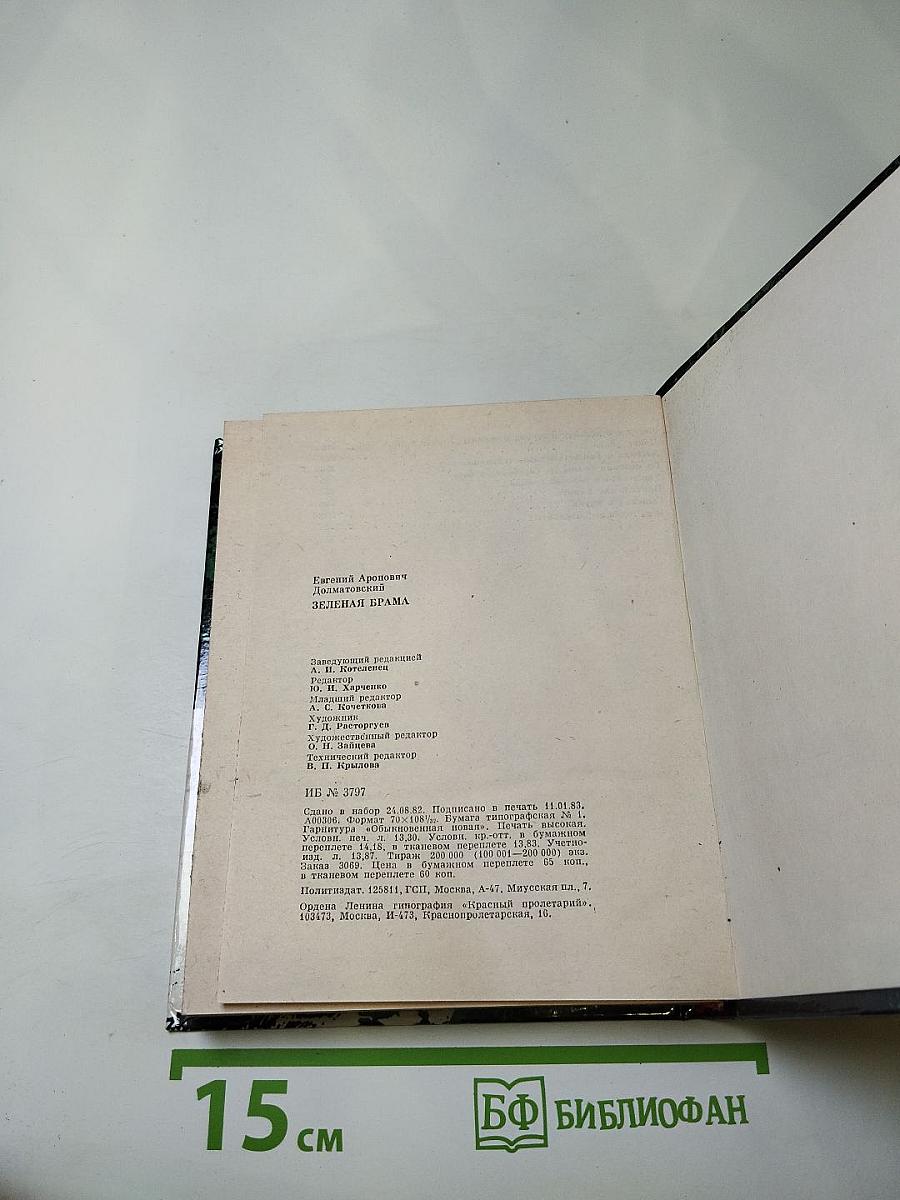 Евгений Аронович
Долматовский
ЗЕЛЕНАЯ БРАМА
Заведующий редакцией
А. И. Котеленец
Редактор
Ю. И. Харченко
Младший редактор
А. С. Кочеткова
Художник
Г. Д. Расторгуев
Художественный редактор
О. Н. Зайцева
Технический редактор
В. П. Крылова
ИБ № 3797
Сдано в набор 24.08.82. Подписано в печать 11.01.83.
А00306. Формат 70×108¹/₃₂. Бумага типографская № 1.
Гарнитура «Обыкновенная новая». Печать высокая.
Условн. печ. л. 13,30. Условн. кр.-отт. в бумажном
переплете 14,18, в тканевом переплете 13,83. Учетно-
изд. л. 13,87. Тираж 200 000 (100 001—200 000) экз.
Заказ 3069. Цена в бумажном переплете 65 коп.,
в тканевом переплете 60 коп.
Политиздат. 125811, ГСП, Москва, А-47, Миусская пл., 7.
Ордена Ленина типография «Красный пролетарий».
103473, Москва, И-473, Краснопролетарская, 16.
15 см
БФ БИБЛИОФАН